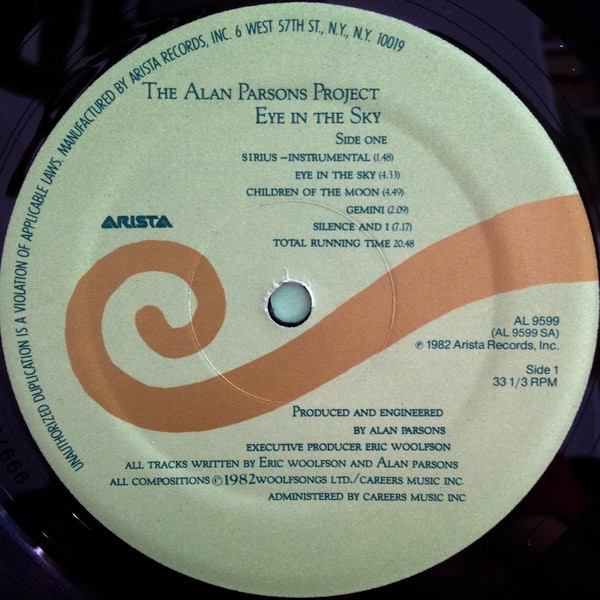 UNAUTHORIZED DUPLICATION IS A VIOLATION OF APPLICABLE LAWS. MANUFACTURED BY ARISTA RECORDS, INC. 6 WEST 57TH ST., N.Y., N.Y. 10019
THE ALAN PARSONS PROJECT
EYE IN THE SKY
SIDE ONE
SIRIUS – INSTRUMENTAL (1.48)
EYE IN THE SKY (4.33)
CHILDREN OF THE MOON (4.49)
GEMINI (2.09)
SILENCE AND I (7.17)
TOTAL RUNNING TIME 20:48
ARISTA
AL 9599
(AL 9599 SA)
℗ 1982 Arista Records, Inc.
Side 1
33 1/3 RPM
PRODUCED AND ENGINEERED
BY ALAN PARSONS
EXECUTIVE PRODUCER ERIC WOOLFSON
ALL TRACKS WRITTEN BY ERIC WOOLFSON AND ALAN PARSONS
ALL COMPOSITIONS ©1982 WOOLFSONGS LTD./CAREERS MUSIC INC
ADMINISTERED BY CAREERS MUSIC INC